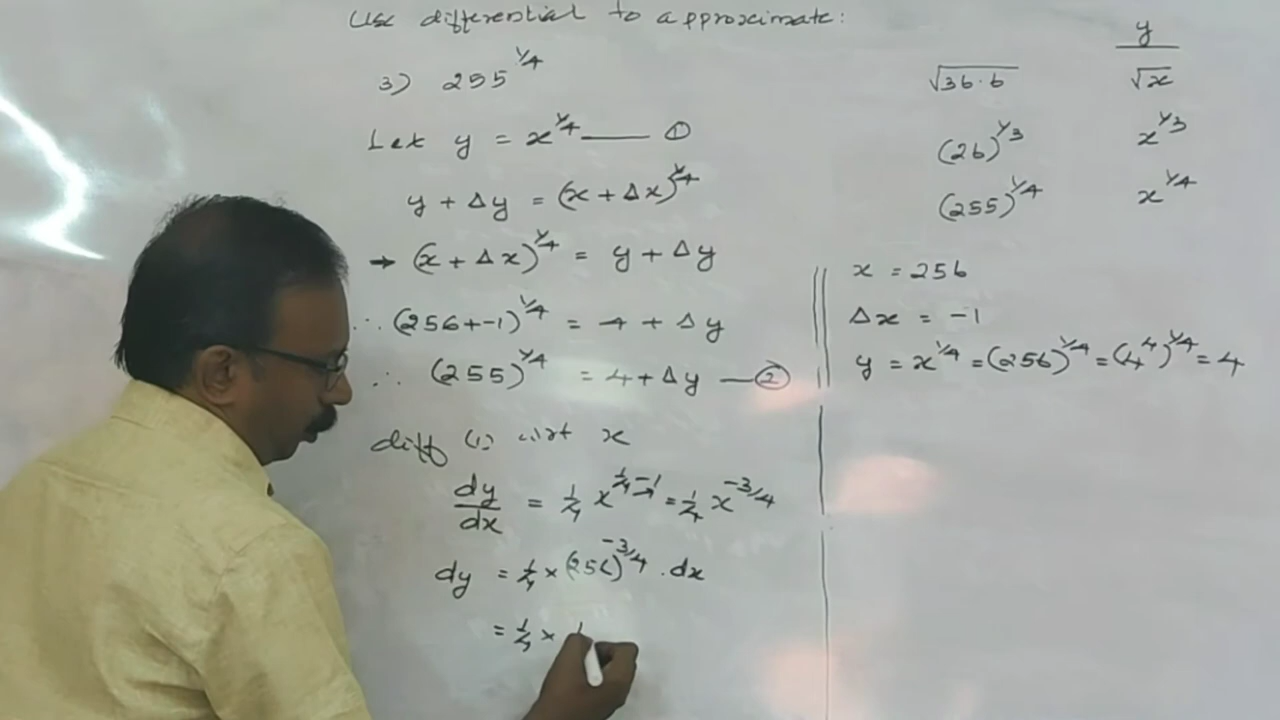 Use differential to approximate:
3) 255^1/4
Let y = x^1/4 —— ①
y + Δy = (x + Δx)^1/4
→ (x + Δx)^1/4 = y + Δy
∴ (256+-1)^1/4 = 4 + Δy
∴ (255)^1/4 = 4 + Δy —②
diff (1) wrt x
dy/dx = 1/4 x^1/4-1 = 1/4 x^-3/4
dy = 1/4 × (256)^-3/4 . dx
= 1/4 × 1
y
√36.6 √x
(26)^1/3 x^1/3
(255)^1/4 x^1/4
x = 256
Δx = -1
y = x^1/4 = (256)^1/4 = (4^4)^1/4 = 4